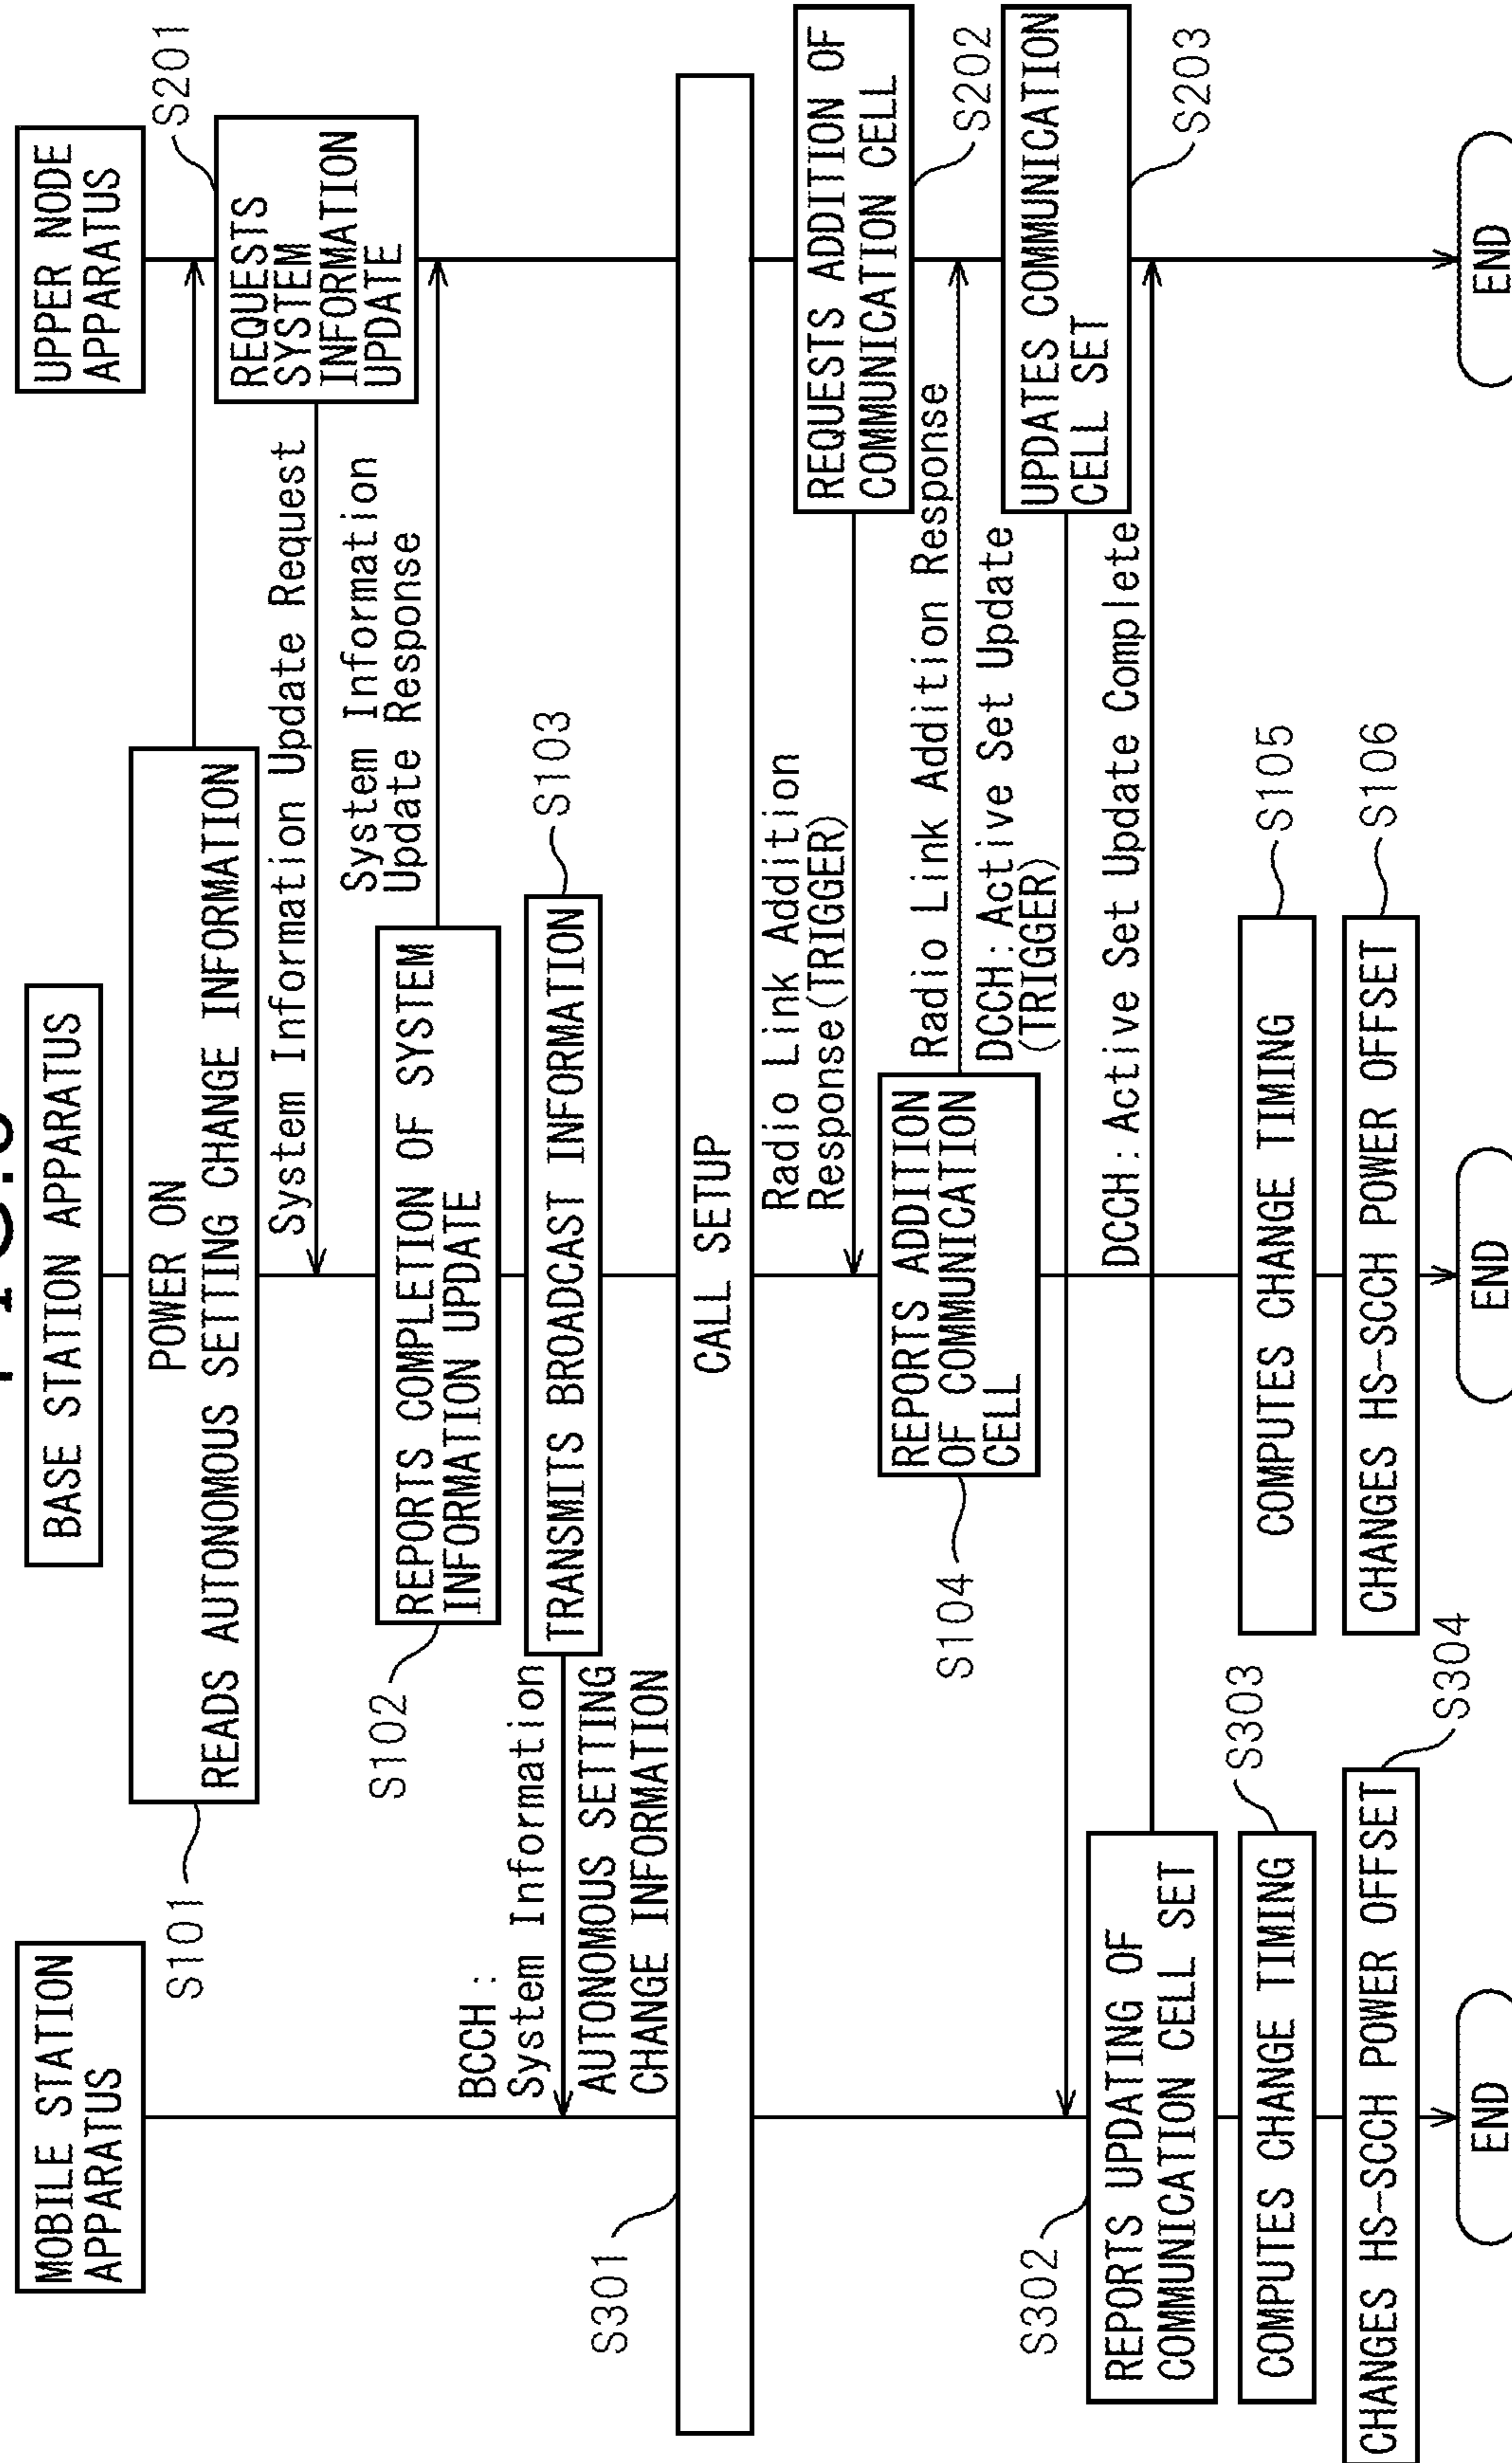 MOBILE STATION
APPARATUS
BASE STATION APPARATUS
UPPER NODE
APPARATUS
S101
POWER ON
READS AUTONOMOUS SETTING CHANGE INFORMATION
S201
REQUESTS
SYSTEM
INFORMATION
UPDATE
System Information Update Request
S102
REPORTS COMPLETION OF SYSTEM
INFORMATION UPDATE
System Information
Update Response
BCCH:
System Information
AUTONOMOUS SETTING
CHANGE INFORMATION
TRANSMITS BROADCAST INFORMATION
S103
S301
CALL SETUP
Radio Link Addition
Response(TRIGGER)
REQUESTS ADDITION OF
COMMUNICATION CELL
S202
S104
REPORTS ADDITION
OF COMMUNICATION
CELL
Radio Link Addition Response
DCCH:Active Set Update
(TRIGGER)
UPDATES COMMUNICATION
CELL SET
S203
S302
REPORTS UPDATING OF
COMMUNICATION CELL SET
DCCH:Active Set Update Complete
COMPUTES CHANGE TIMING
S303
COMPUTES CHANGE TIMING
S105
CHANGES HS-SCCH POWER OFFSET
S304
CHANGES HS-SCCH POWER OFFSET
S106
END
END
END